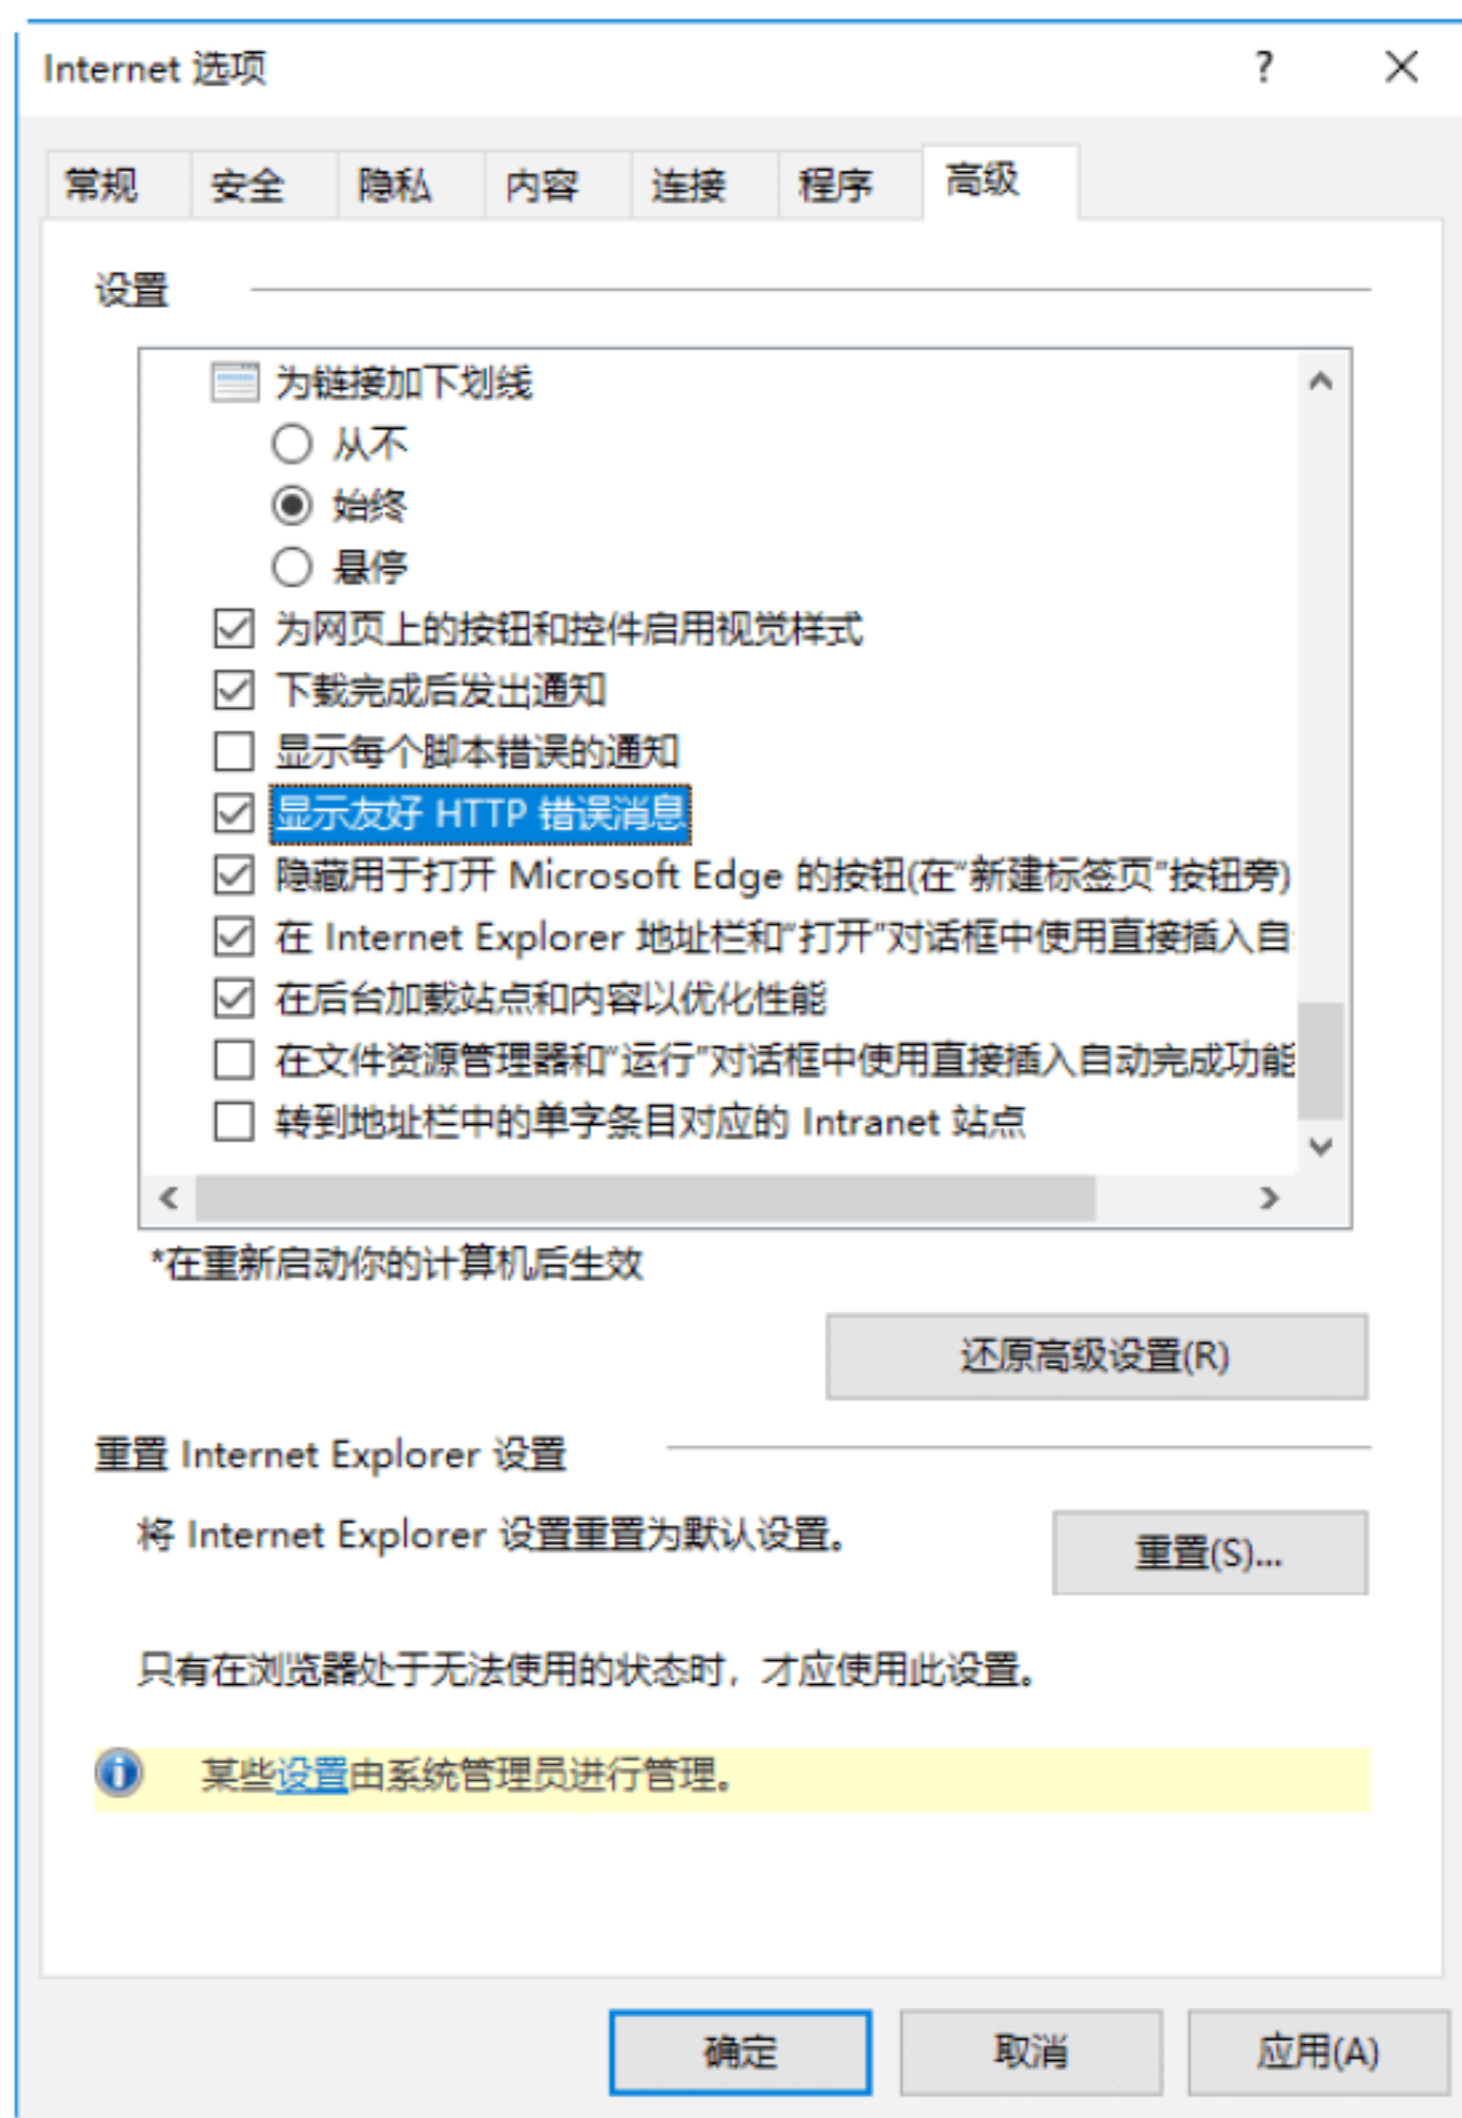 Internet 选项
?
常规 安全 隐私 内容 连接 程序 高级
设置
为链接加下划线
从不
始终
悬停
为网页上的按钮和控件启用视觉样式
下载完成后发出通知
显示每个脚本错误的通知
显示友好 HTTP 错误消息
隐藏用于打开 Microsoft Edge 的按钮(在“新建标签页”按钮旁)
在 Internet Explorer 地址栏和“打开”对话框中使用直接插入自
在后台加载站点和内容以优化性能
在文件资源管理器和“运行”对话框中使用直接插入自动完成功能
转到地址栏中的单字条目对应的 Intranet 站点
*在重新启动你的计算机后生效
还原高级设置(R)
重置 Internet Explorer 设置
将 Internet Explorer 设置重置为默认设置。
重置(S)...
只有在浏览器处于无法使用的状态时，才应使用此设置。
某些设置由系统管理员进行管理。
确定 取消 应用(A)